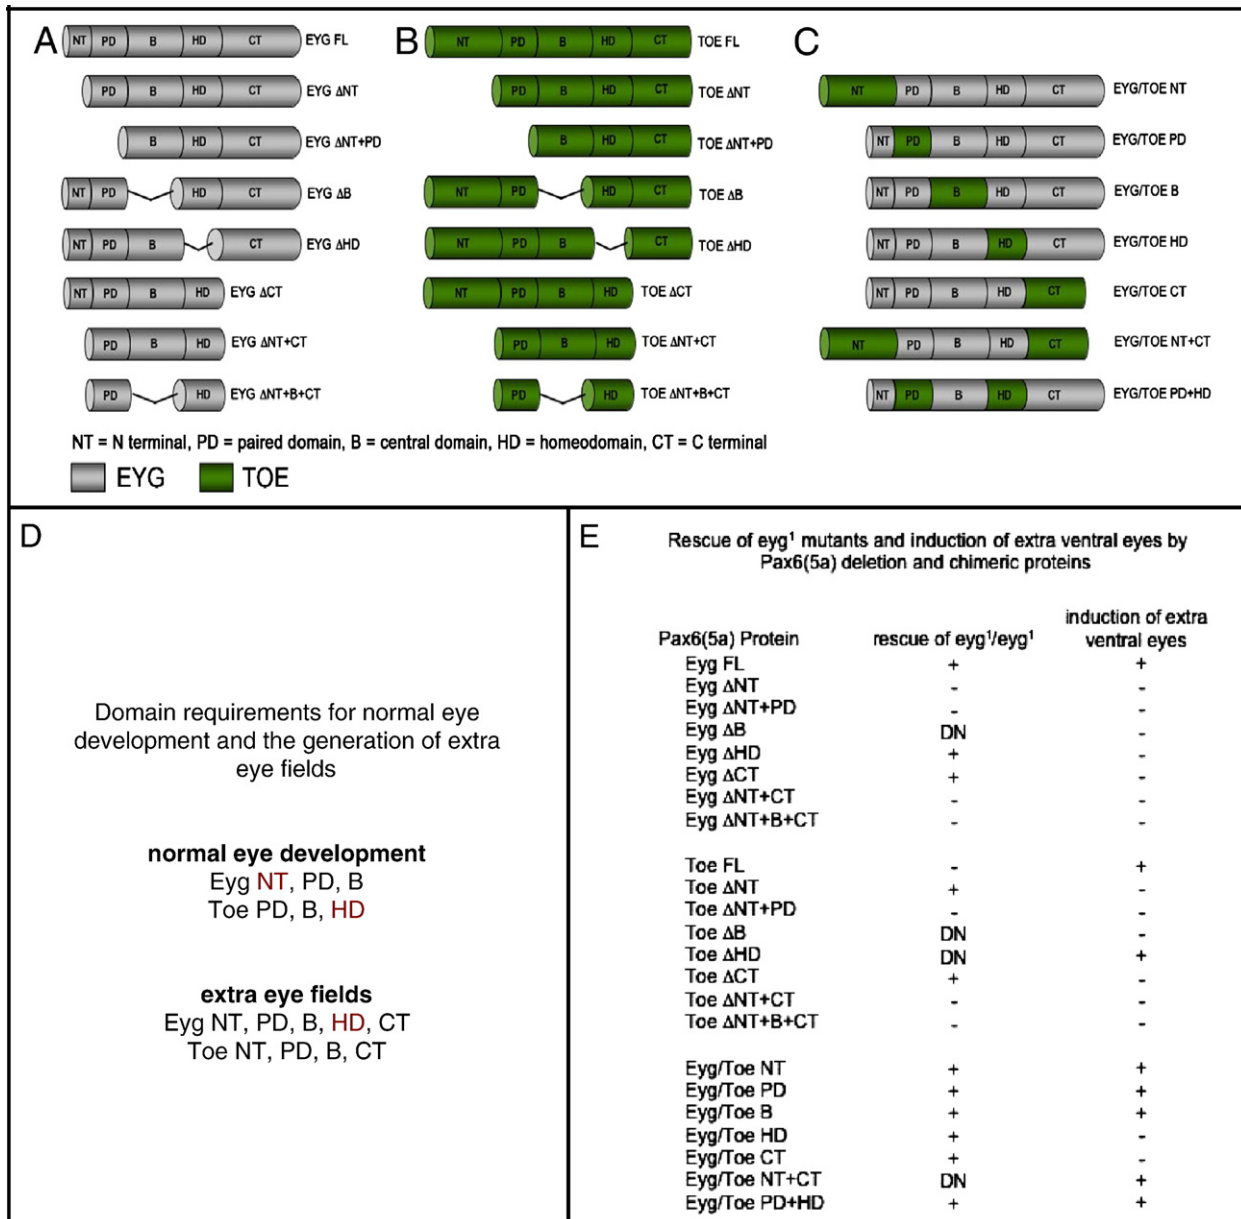 A
NT PD B HD CT EYG FL
PD B HD CT EYG ΔNT
B HD CT EYG ΔNT+PD
NT PD HD CT EYG ΔB
NT PD B CT EYG ΔHD
NT PD B HD EYG ΔCT
PD B HD EYG ΔNT+CT
PD HD EYG ΔNT+B+CT
B
NT PD B HD CT TOE FL
PD B HD CT TOE ΔNT
B HD CT TOE ΔNT+PD
NT PD HD CT TOE ΔB
NT PD B CT TOE ΔHD
NT PD B HD TOE ΔCT
PD B HD TOE ΔNT+CT
PD HD TOE ΔNT+B+CT
C
NT PD B HD CT EYG/TOE NT
NT PD B HD CT EYG/TOE PD
NT PD B HD CT EYG/TOE B
NT PD B HD CT EYG/TOE HD
NT PD B HD CT EYG/TOE CT
NT PD B HD CT EYG/TOE NT+CT
NT PD B HD CT EYG/TOE PD+HD
NT = N terminal, PD = paired domain, B = central domain, HD = homeodomain, CT = C terminal
EYG TOE
D
Domain requirements for normal eye
development and the generation of extra
eye fields
normal eye development
Eyg NT, PD, B
Toe PD, B, HD
extra eye fields
Eyg NT, PD, B, HD, CT
Toe NT, PD, B, CT
E
Rescue of eyg¹ mutants and induction of extra ventral eyes by
Pax6(5a) deletion and chimeric proteins
induction of extra
Pax6(5a) Protein rescue of eyg¹/eyg¹ ventral eyes
Eyg FL + +
Eyg ΔNT - -
Eyg ΔNT+PD - -
Eyg ΔB DN -
Eyg ΔHD + -
Eyg ΔCT + -
Eyg ΔNT+CT - -
Eyg ΔNT+B+CT - -
Toe FL - +
Toe ΔNT + -
Toe ΔNT+PD - -
Toe ΔB DN -
Toe ΔHD DN +
Toe ΔCT + -
Toe ΔNT+CT - -
Toe ΔNT+B+CT - -
Eyg/Toe NT + +
Eyg/Toe PD + +
Eyg/Toe B + +
Eyg/Toe HD + -
Eyg/Toe CT + -
Eyg/Toe NT+CT DN +
Eyg/Toe PD+HD + +